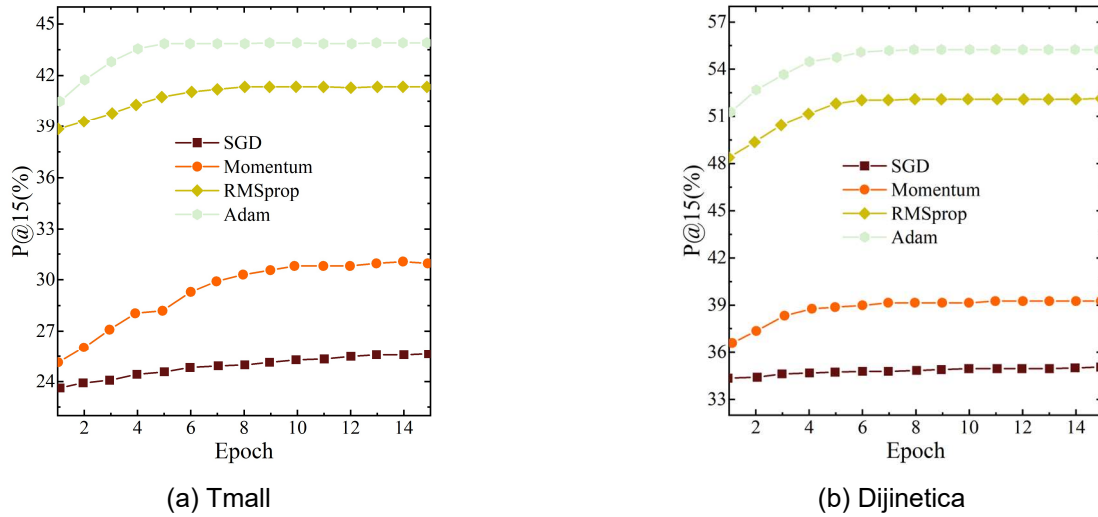 P@15(%)
45
42
39
36
33
30
27
24
SGD
Momentum
RMSprop
Adam
2 4 6 8 10 12 14
Epoch
(a) Tmall
P@15(%)
57
54
51
48
45
42
39
36
33
SGD
Momentum
RMSprop
Adam
2 4 6 8 10 12 14
Epoch
(b) Dijinetica